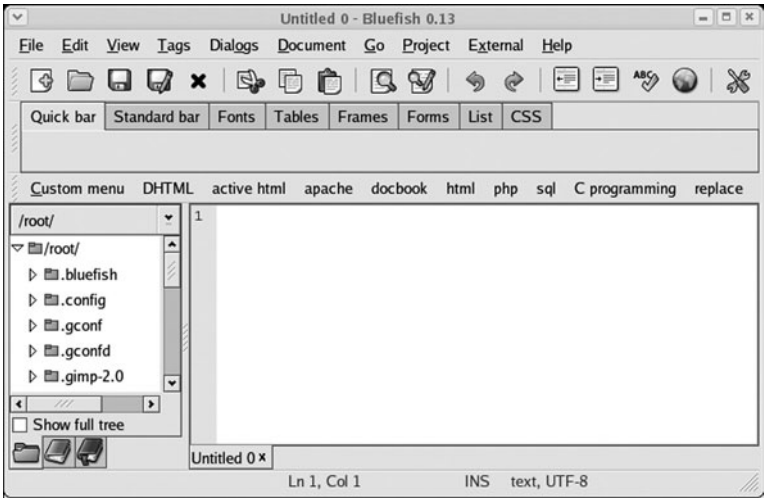 Untitled 0 - Bluefish 0.13
File Edit View Tags Dialogs Document Go Project External Help
ABC
Quick bar Standard bar Fonts Tables Frames Forms List CSS
Custom menu DHTML active html apache docbook html php sql C programming replace
/root/
1
/root/
.bluefish
.config
.gconf
.gconfd
.gimp-2.0
Show full tree
Untitled 0 x
Ln 1, Col 1 INS text, UTF-8